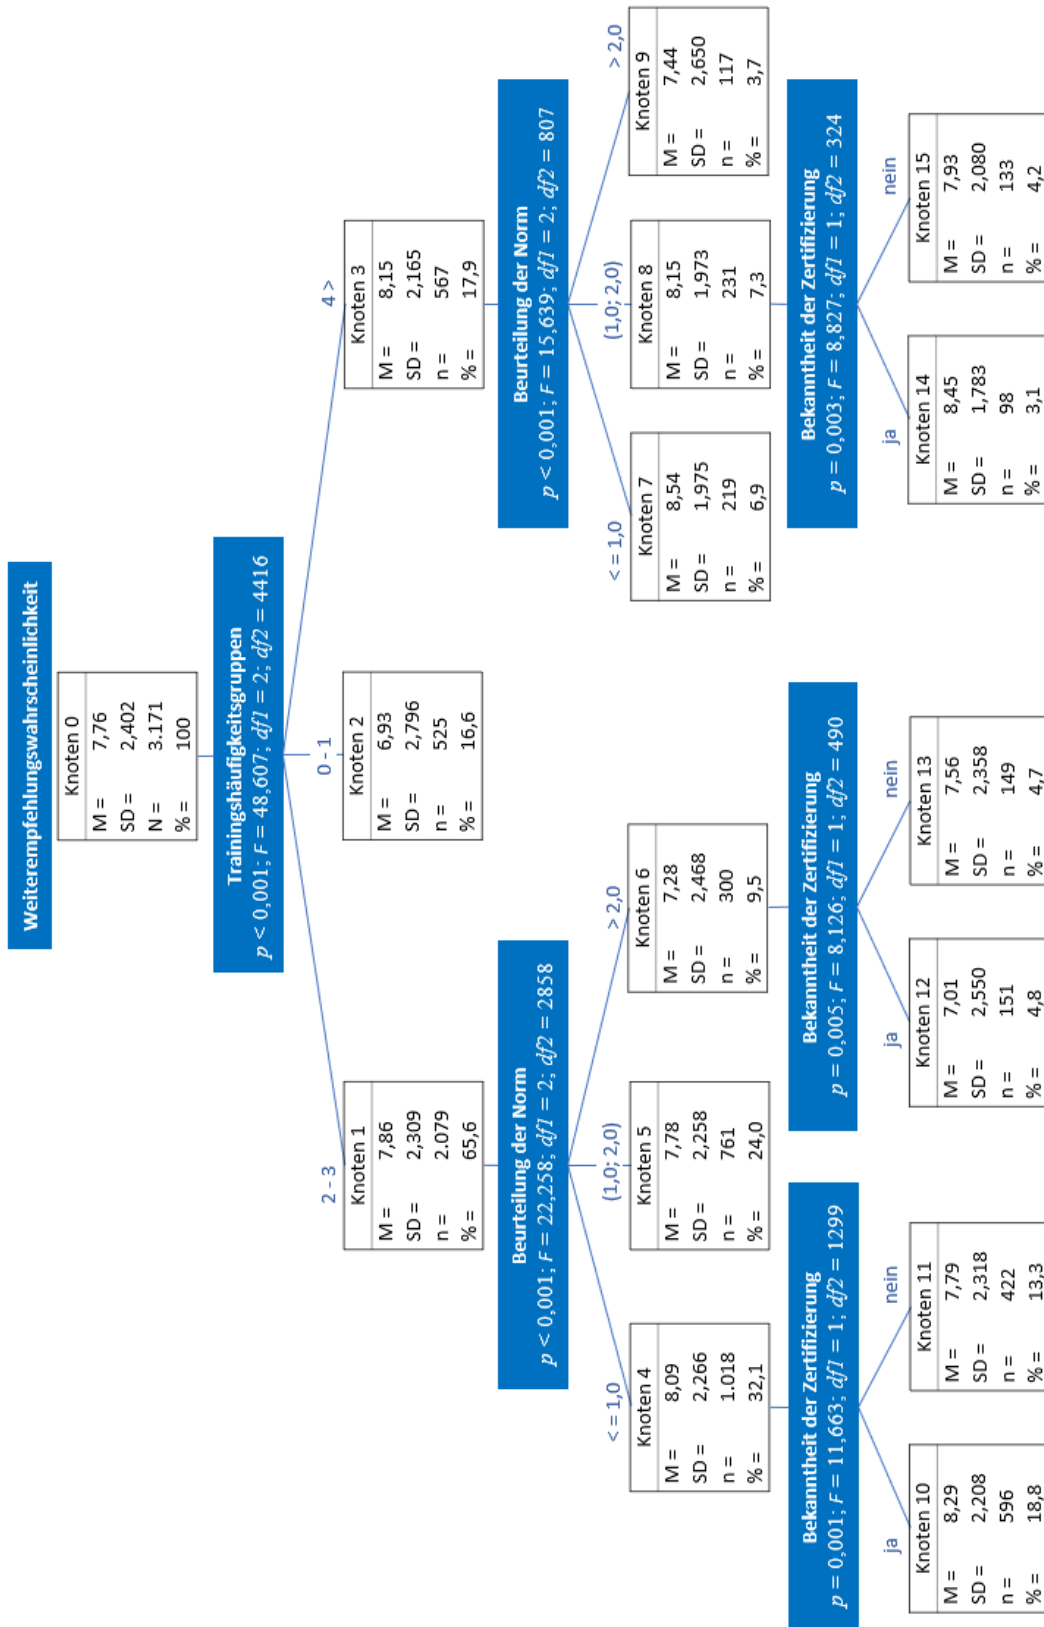 Weiterempfehlungswahrscheinlichkeit
Knoten 0
M = 7,76
SD = 2,402
N = 3.171
% = 100
Trainingshäufigkeitsgruppen
p < 0,001; F = 48,607; df1 = 2; df2 = 4416
2 - 3
0 - 1
4 >
Knoten 1
M = 7,86
SD = 2,309
n = 2.079
% = 65,6
Knoten 2
M = 6,93
SD = 2,796
n = 525
% = 16,6
Knoten 3
M = 8,15
SD = 2,165
n = 567
% = 17,9
Beurteilung der Norm
p < 0,001; F = 22,258; df1 = 2; df2 = 2858
Beurteilung der Norm
p < 0,001; F = 15,639; df1 = 2; df2 = 807
< = 1,0
(1,0; 2,0)
> 2,0
< = 1,0
(1,0; 2,0)
> 2,0
Knoten 4
M = 8,09
SD = 2,266
n = 1.018
% = 32,1
Knoten 5
M = 7,78
SD = 2,258
n = 761
% = 24,0
Knoten 6
M = 7,28
SD = 2,468
n = 300
% = 9,5
Knoten 7
M = 8,54
SD = 1,975
n = 219
% = 6,9
Knoten 8
M = 8,15
SD = 1,973
n = 231
% = 7,3
Knoten 9
M = 7,44
SD = 2,650
n = 117
% = 3,7
Bekanntheit der Zertifizierung
p = 0,001; F = 11,663; df1 = 1; df2 = 1299
Bekanntheit der Zertifizierung
p = 0,005; F = 8,126; df1 = 1; df2 = 490
Bekanntheit der Zertifizierung
p = 0,003; F = 8,827; df1 = 1; df2 = 324
ja
nein
ja
nein
ja
nein
Knoten 10
M = 8,29
SD = 2,208
n = 596
% = 18,8
Knoten 11
M = 7,79
SD = 2,318
n = 422
% = 13,3
Knoten 12
M = 7,01
SD = 2,550
n = 151
% = 4,8
Knoten 13
M = 7,56
SD = 2,358
n = 149
% = 4,7
Knoten 14
M = 8,45
SD = 1,783
n = 98
% = 3,1
Knoten 15
M = 7,93
SD = 2,080
n = 133
% = 4,2